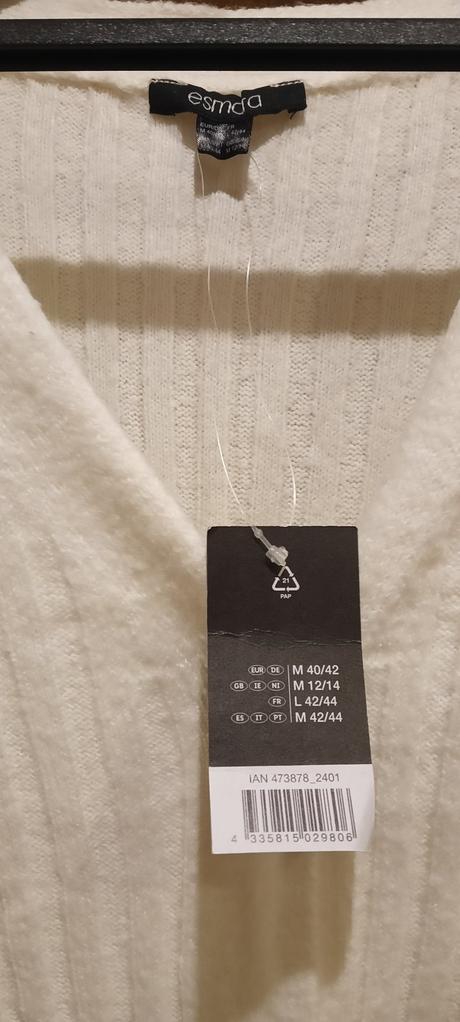 esmara
21
PAP
EUR DE M 40/42
GB IE NI M 12/14
FR L 42/44
ES IT PT M 42/44
IAN 473878_2401
4 335815 029806